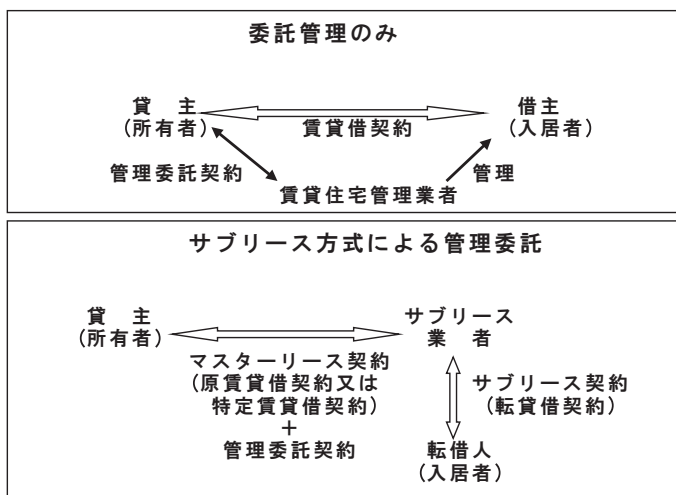 委託管理のみ
貸　主
(所有者)
賃貸借契約
借主
(入居者)
管理委託契約
管理
賃貸住宅管理業者
サブリース方式による管理委託
貸　主
(所有者)
サブリース
業　者
マスターリース契約
(原賃貸借契約又は
特定賃貸借契約)
＋
管理委託契約
サブリース契約
(転貸借契約)
転借人
(入居者)